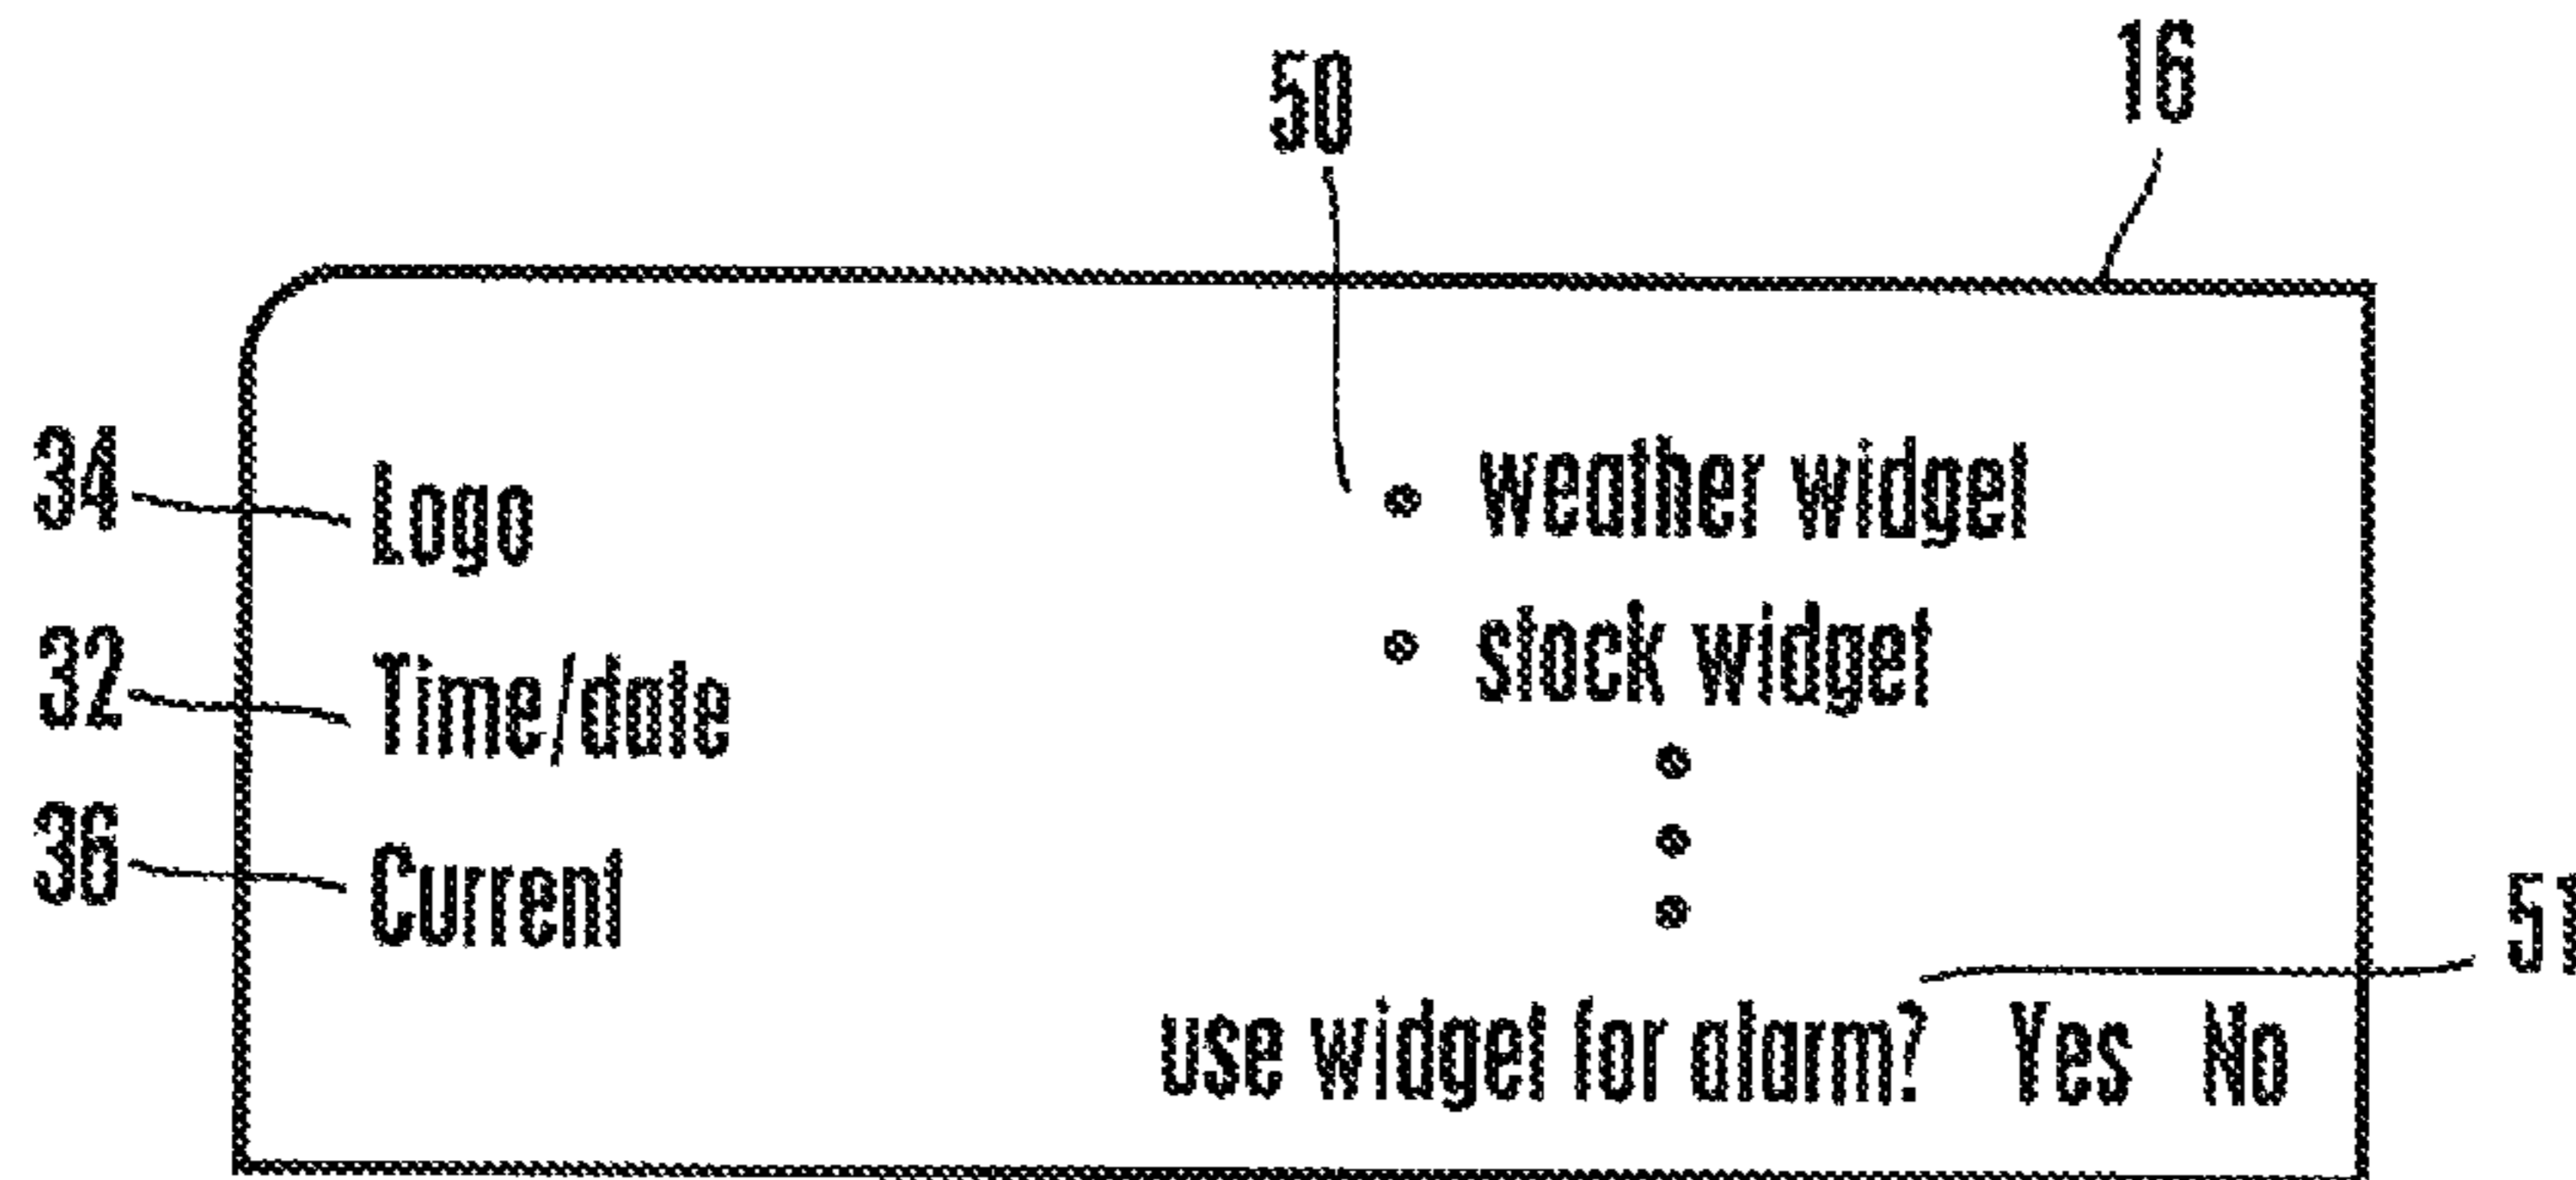 50
16
34 Logo • weather widget
32 Time/date • stock widget
36 Current
51
use widget for alarm? Yes No